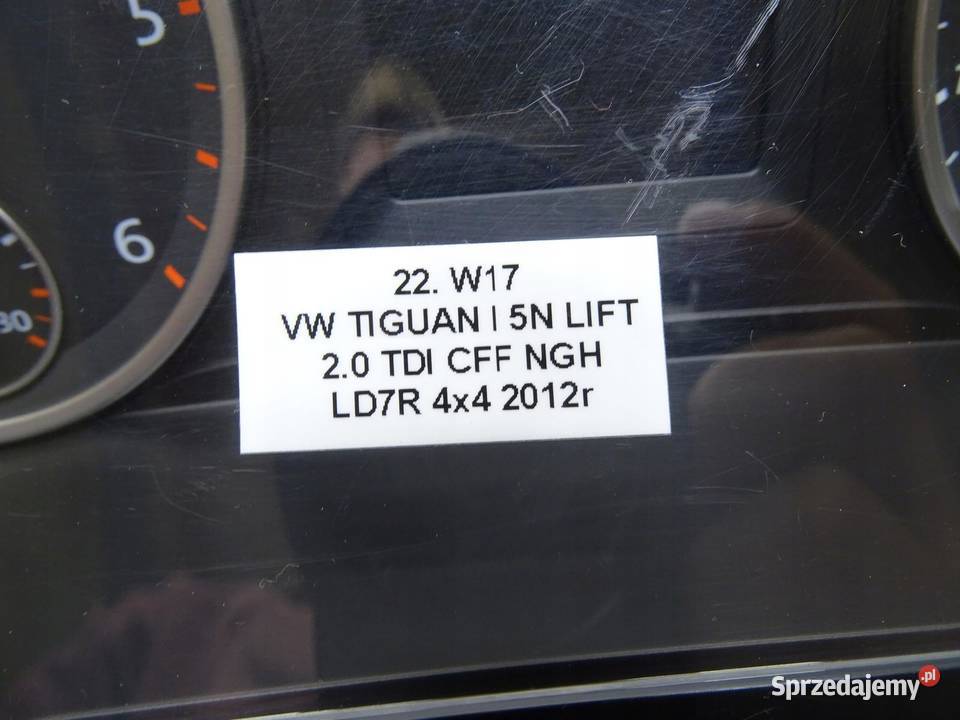 5
6
30
22. W17
VW TIGUAN I 5N LIFT
2.0 TDI CFF NGH
LD7R 4x4 2012r
Sprzedajemy.pl